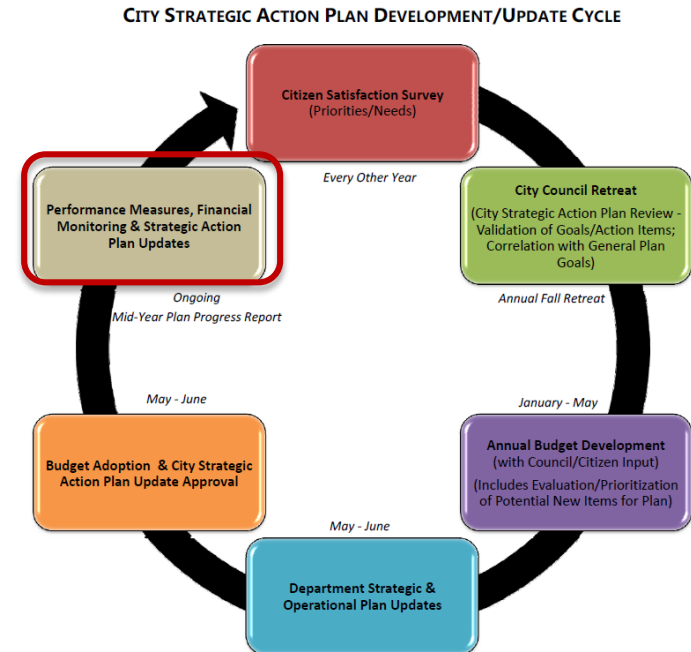 CITY STRATEGIC ACTION PLAN DEVELOPMENT/UPDATE CYCLE
Citizen Satisfaction Survey
(Priorities/Needs)
Every Other Year
City Council Retreat
(City Strategic Action Plan Review -
Validation of Goals/Action Items;
Correlation with General Plan
Goals)
Annual Fall Retreat
January - May
Annual Budget Development
(with Council/Citizen Input)
(Includes Evaluation/Prioritization
of Potential New Items for Plan)
May - June
Department Strategic &
Operational Plan Updates
May - June
Budget Adoption & City Strategic
Action Plan Update Approval
Performance Measures, Financial
Monitoring & Strategic Action
Plan Updates
Ongoing
Mid-Year Plan Progress Report